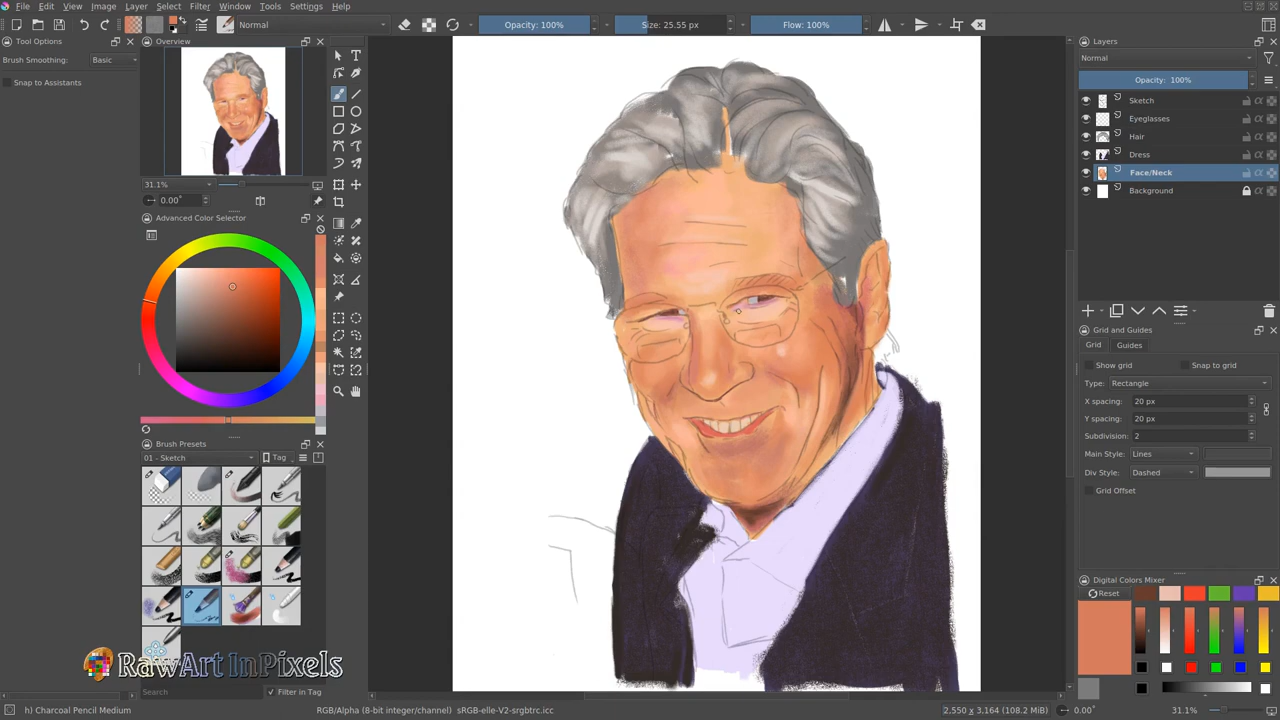 File Edit View Image Layer Select Filter Window Tools Settings Help
Normal Opacity: 100% Size: 25.55 px Flow: 100%
Tool Options
Brush Smoothing: Basic
Snap to Assistants
Overview
31.1%
0.00°
Advanced Color Selector
Brush Presets
01 - Sketch Tag
RawArtInPixels
Search Filter in Tag
h) Charcoal Pencil Medium
RGB/Alpha (8-bit integer/channel) sRGB-elle-V2-srgbtrc.icc
2,550 x 3,164 (108.2 MiB) 0.00° 31.1%
Layers
Normal
Opacity: 100%
Sketch
Eyeglasses
Hair
Dress
Face/Neck
Background
Grid and Guides
Grid Guides
Show grid Snap to grid
Type: Rectangle
X spacing: 20 px
Y spacing: 20 px
Subdivision: 2
Main Style: Lines
Div Style: Dashed
Grid Offset
Digital Colors Mixer
Reset